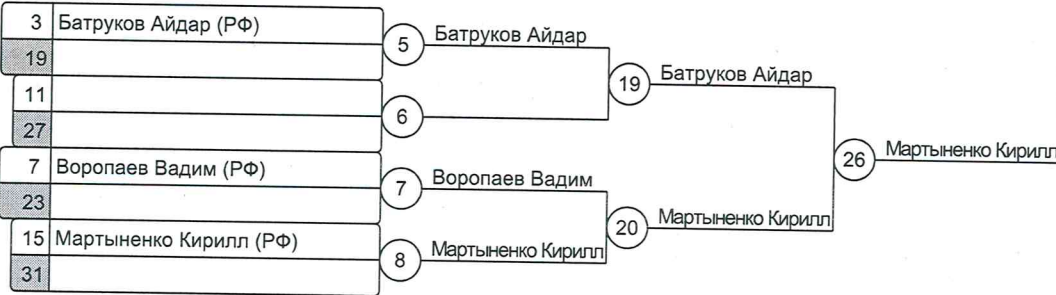 3 Батруков Айдар (РФ)
19
5 Батруков Айдар
11
27
6
19 Батруков Айдар
7 Воропаев Вадим (РФ)
23
7 Воропаев Вадим
15 Мартыненко Кирилл (РФ)
31
8 Мартыненко Кирилл
20 Мартыненко Кирилл
26 Мартыненко Кирилл